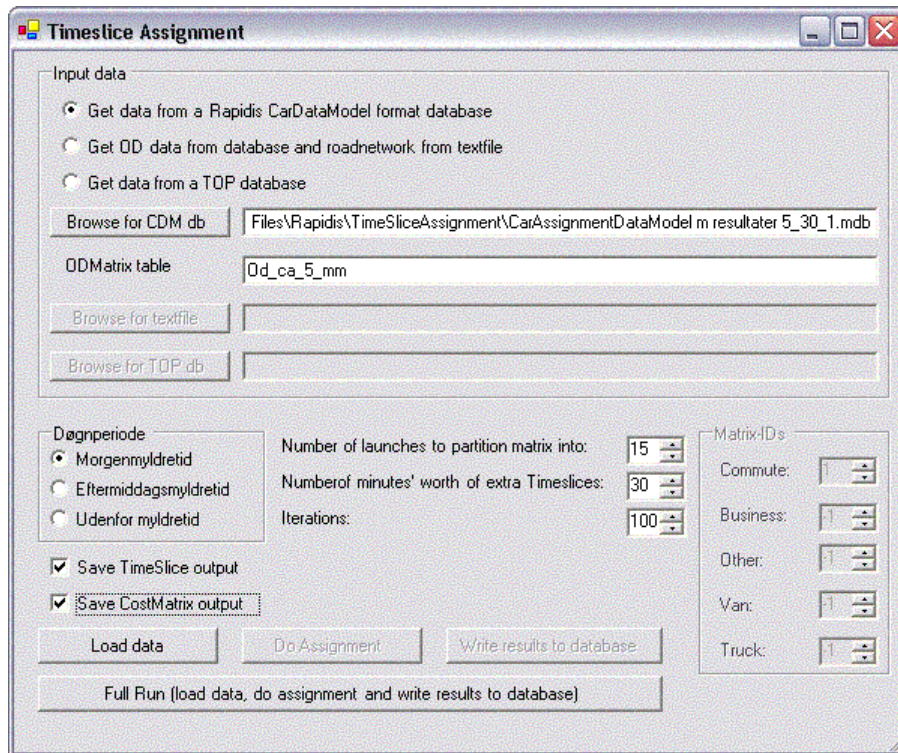 Timeslice Assignment
Input data
Get data from a Rapidis CarDataModel format database
Get OD data from database and roadnetwork from textfile
Get data from a TOP database
Browse for CDM db
Files\Rapidis\TimeSliceAssignment\CarAssignmentDataModel m resultater 5_30_1.mdb
ODMatrix table
Od_ca_5_mm
Browse for textfile
Browse for TOP db
Døgnperiode
Morgenmyldretid
Eftermiddagsmyldretid
Udenfor myldretid
Number of launches to partition matrix into: 15
Numberof minutes' worth of extra Timeslices: 30
Iterations: 100
Matrix-IDs
Commute: 1
Business: -1
Other: -1
Van: -1
Truck: -1
Save TimeSlice output
Save CostMatrix output
Load data
Do Assignment
Write results to database
Full Run (load data, do assignment and write results to database)